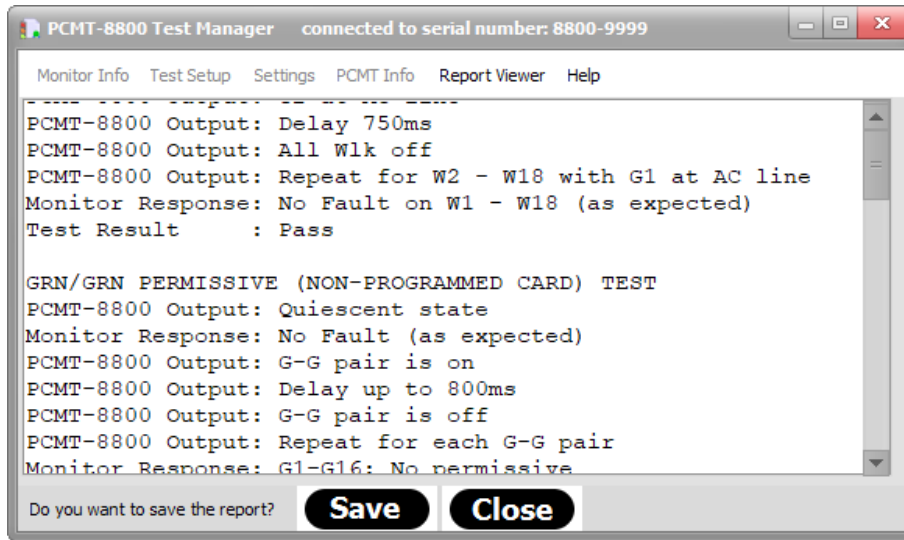 PCMT-8800 Test Manager connected to serial number: 8800-9999
Monitor Info Test Setup Settings PCMT Info Report Viewer Help
PCMT-8800 Output: Delay 750ms
PCMT-8800 Output: All Wlk off
PCMT-8800 Output: Repeat for W2 - W18 with G1 at AC line
Monitor Response: No Fault on W1 - W18 (as expected)
Test Result : Pass
GRN/GRN PERMISSIVE (NON-PROGRAMMED CARD) TEST
PCMT-8800 Output: Quiescent state
Monitor Response: No Fault (as expected)
PCMT-8800 Output: G-G pair is on
PCMT-8800 Output: Delay up to 800ms
PCMT-8800 Output: G-G pair is off
PCMT-8800 Output: Repeat for each G-G pair
Monitor Response: G1-G16: No permissive
Do you want to save the report? Save Close